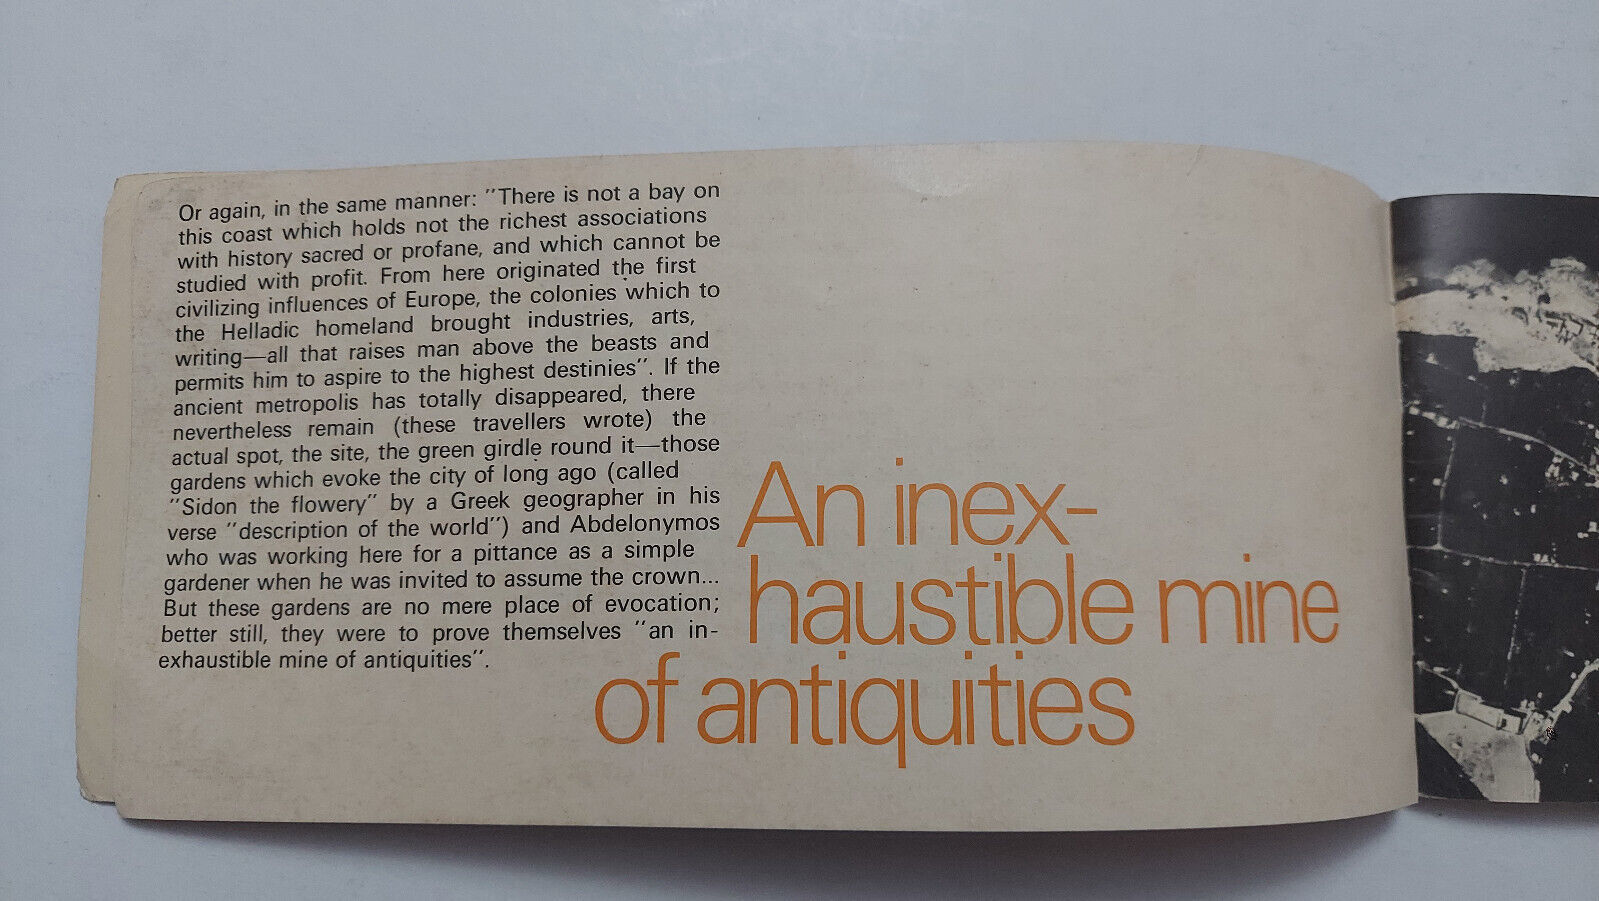 Or again, in the same manner: "There is not a bay on
this coast which holds not the richest associations
with history sacred or profane, and which cannot be
studied with profit. From here originated the first
civilizing influences of Europe, the colonies which to
the Helladic homeland brought industries, arts,
writing—all that raises man above the beasts and
permits him to aspire to the highest destinies". If the
ancient metropolis has totally disappeared, there
nevertheless remain (these travellers wrote) the
actual spot, the site, the green girdle round it—those
gardens which evoke the city of long ago (called
"Sidon the flowery" by a Greek geographer in his
verse "description of the world") and Abdelonymos
who was working here for a pittance as a simple
gardener when he was invited to assume the crown...
But these gardens are no mere place of evocation;
better still, they were to prove themselves "an in-
exhaustible mine of antiquities".
An inex-
haustible mine
of antiquities